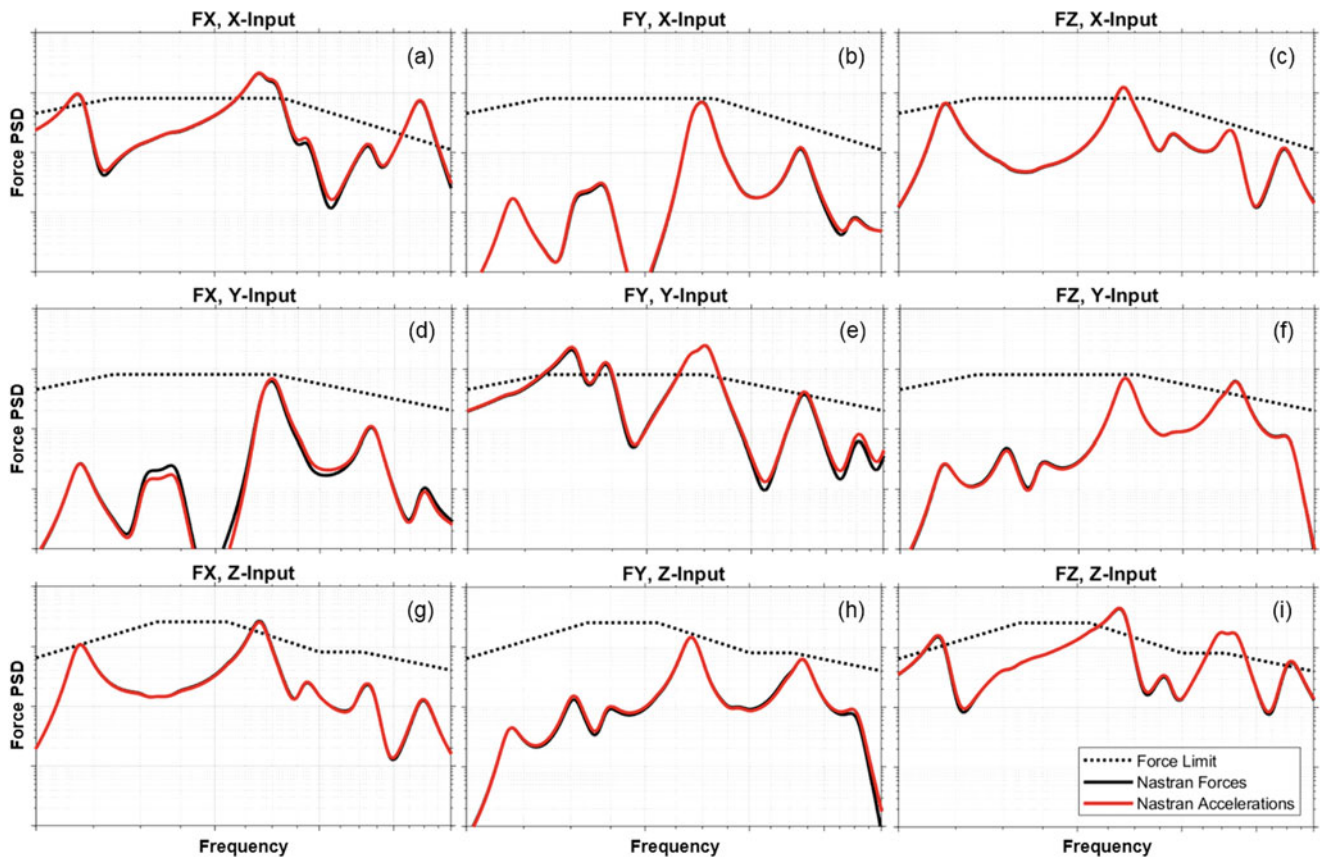 FX, X-Input
FY, X-Input
FZ, X-Input
(a)
(b)
(c)
Force PSD
FX, Y-Input
FY, Y-Input
FZ, Y-Input
(d)
(e)
(f)
Force PSD
FX, Z-Input
FY, Z-Input
FZ, Z-Input
(g)
(h)
(i)
Force PSD
Force Limit
Nastran Forces
Nastran Accelerations
Frequency
Frequency
Frequency